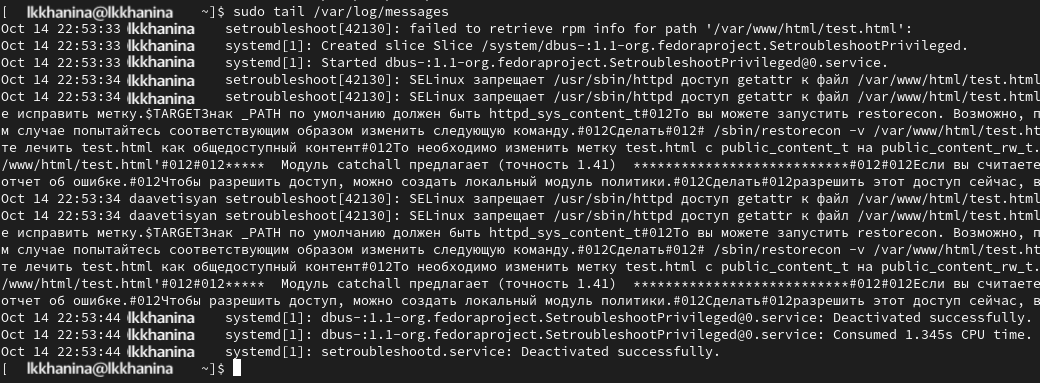 [ lkkhanina@lkkhanina ~]$ sudo tail /var/log/messages
Oct 14 22:53:33 lkkhanina setroubleshoot[42130]: failed to retrieve rpm info for path '/var/www/html/test.html':
Oct 14 22:53:33 lkkhanina systemd[1]: Created slice Slice /system/dbus-:1.1-org.fedoraproject.SetroubleshootPrivileged.
Oct 14 22:53:33 lkkhanina systemd[1]: Started dbus-:1.1-org.fedoraproject.SetroubleshootPrivileged@0.service.
Oct 14 22:53:34 lkkhanina setroubleshoot[42130]: SELinux запрещает /usr/sbin/httpd доступ getattr к файл /var/www/html/test.html
Oct 14 22:53:34 lkkhanina setroubleshoot[42130]: SELinux запрещает /usr/sbin/httpd доступ getattr к файл /var/www/html/test.html
е исправить метку.$TARGETЗнак _PATH по умолчанию должен быть httpd_sys_content_t#012То вы можете запустить restorecon. Возможно, п
м случае попытайтесь соответствующим образом изменить следующую команду.#012Сделать#012# /sbin/restorecon -v /var/www/html/test.ht
те лечить test.html как общедоступный контент#012То необходимо изменить метку test.html с public_content_t на public_content_rw_t.
/www/html/test.html'#012#012***** Модуль catchall предлагает (точность 1.41) ***************************#012#012Если вы считаете
отчет об ошибке.#012Чтобы разрешить доступ, можно создать локальный модуль политики.#012Сделать#012разрешить этот доступ сейчас, в
Oct 14 22:53:34 daavetisyan setroubleshoot[42130]: SELinux запрещает /usr/sbin/httpd доступ getattr к файл /var/www/html/test.html
Oct 14 22:53:34 daavetisyan setroubleshoot[42130]: SELinux запрещает /usr/sbin/httpd доступ getattr к файл /var/www/html/test.html
е исправить метку.$TARGETЗнак _PATH по умолчанию должен быть httpd_sys_content_t#012То вы можете запустить restorecon. Возможно, п
м случае попытайтесь соответствующим образом изменить следующую команду.#012Сделать#012# /sbin/restorecon -v /var/www/html/test.ht
те лечить test.html как общедоступный контент#012То необходимо изменить метку test.html с public_content_t на public_content_rw_t.
/www/html/test.html'#012#012***** Модуль catchall предлагает (точность 1.41) ***************************#012#012Если вы считаете
отчет об ошибке.#012Чтобы разрешить доступ, можно создать локальный модуль политики.#012Сделать#012разрешить этот доступ сейчас, в
Oct 14 22:53:44 lkkhanina systemd[1]: dbus-:1.1-org.fedoraproject.SetroubleshootPrivileged@0.service: Deactivated successfully.
Oct 14 22:53:44 lkkhanina systemd[1]: dbus-:1.1-org.fedoraproject.SetroubleshootPrivileged@0.service: Consumed 1.345s CPU time.
Oct 14 22:53:44 lkkhanina systemd[1]: setroubleshootd.service: Deactivated successfully.
[ lkkhanina@lkkhanina ~]$